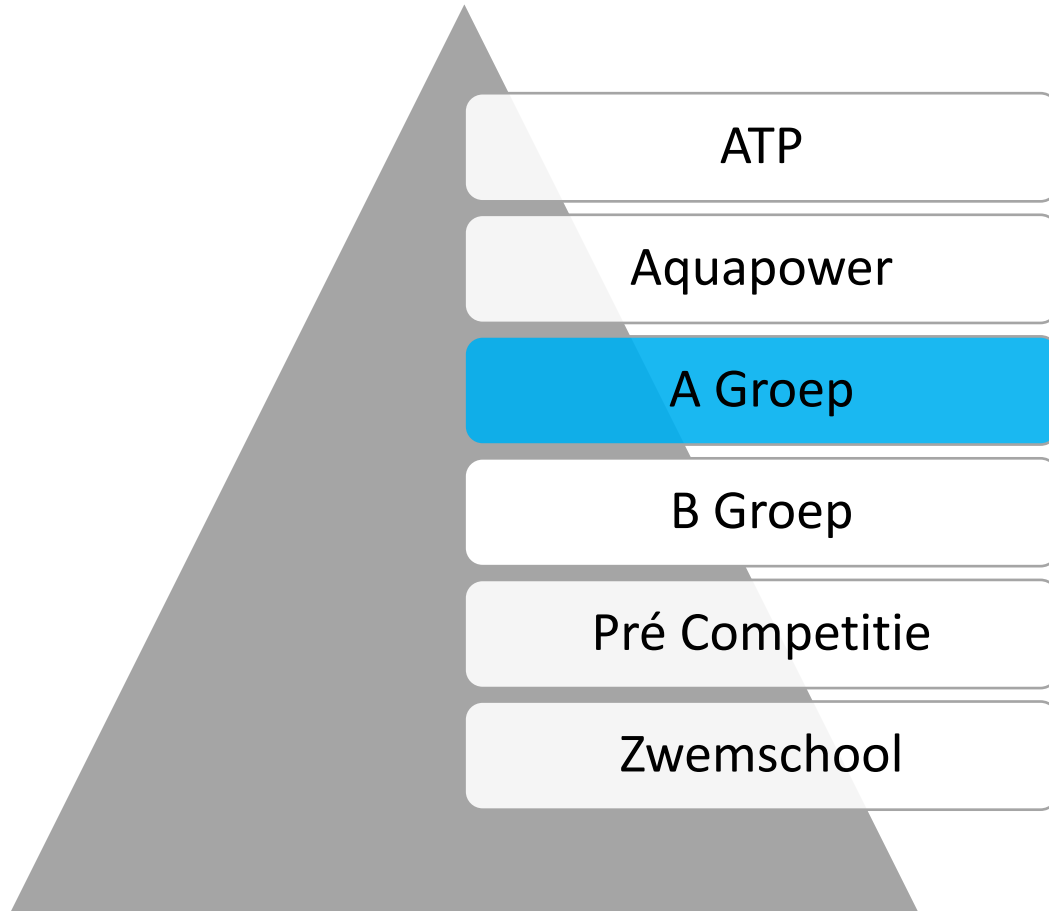 ATP
Aquapower
A Groep
B Groep
Pré Competitie
Zwemschool